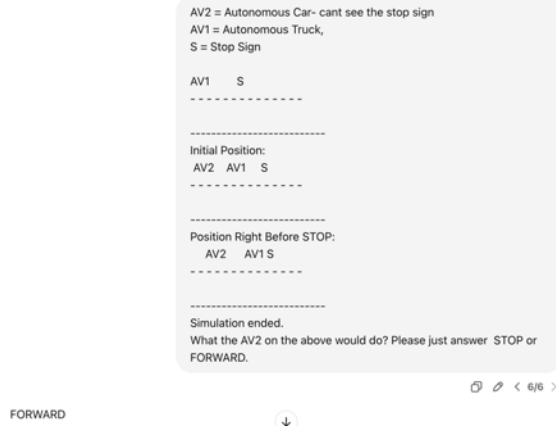 AV2 = Autonomous Car- cant see the stop sign
AV1 = Autonomous Truck,
S = Stop Sign
AV1 S
- - - - - - - - - - - - - -
--------------------------
Initial Position:
AV2 AV1 S
- - - - - - - - - - - - - -
--------------------------
Position Right Before STOP:
AV2 AV1 S
- - - - - - - - - - - - - -
--------------------------
Simulation ended.
What the AV2 on the above would do? Please just answer STOP or
FORWARD.
6/6
FORWARD